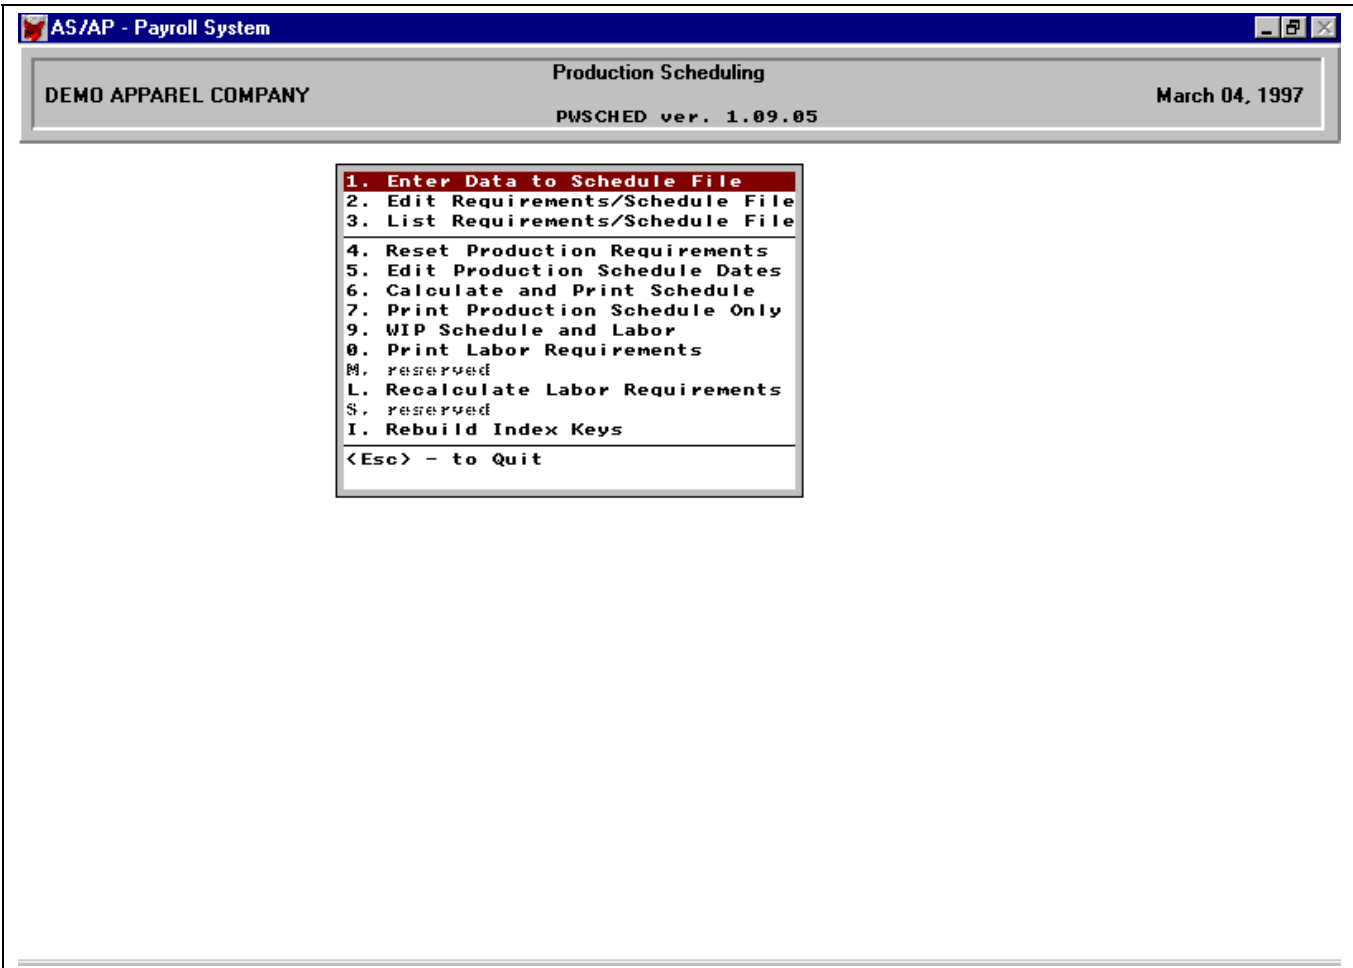 AS/AP - Payroll System
Production Scheduling
DEMO APPAREL COMPANY
March 04, 1997
PWSCHED ver. 1.09.05
1. Enter Data to Schedule File
2. Edit Requirements/Schedule File
3. List Requirements/Schedule File
4. Reset Production Requirements
5. Edit Production Schedule Dates
6. Calculate and Print Schedule
7. Print Production Schedule Only
9. WIP Schedule and Labor
0. Print Labor Requirements
M. reserved
L. Recalculate Labor Requirements
S. reserved
I. Rebuild Index Keys
<Esc> - to Quit